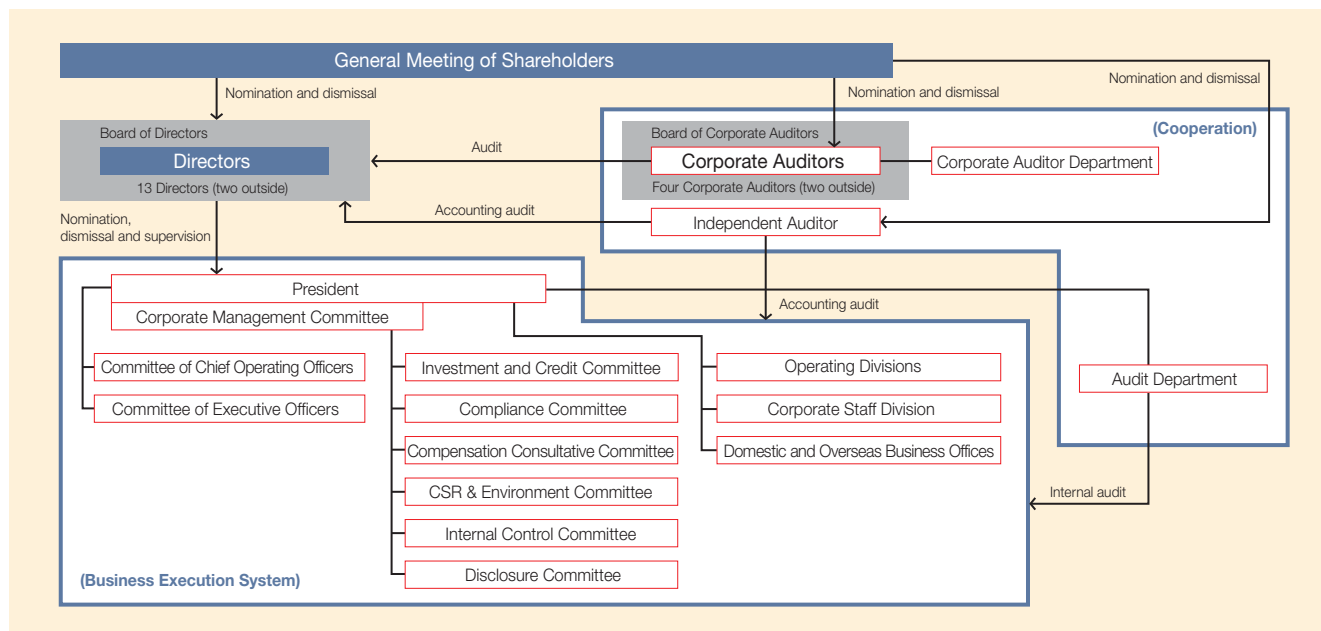 General Meeting of Shareholders
Nomination and dismissal
Nomination and dismissal
Nomination and dismissal
(Cooperation)
Board of Directors
Directors
13 Directors (two outside)
Audit
Board of Corporate Auditors
Corporate Auditors
Four Corporate Auditors (two outside)
Corporate Auditor Department
Accounting audit
Independent Auditor
Nomination,
dismissal and supervision
President
Corporate Management Committee
Accounting audit
Committee of Chief Operating Officers
Committee of Executive Officers
Investment and Credit Committee
Compliance Committee
Compensation Consultative Committee
CSR & Environment Committee
Internal Control Committee
Disclosure Committee
Operating Divisions
Corporate Staff Division
Domestic and Overseas Business Offices
Audit Department
Internal audit
(Business Execution System)